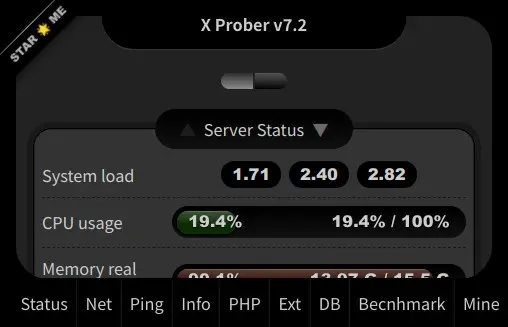 STAR 🌟 ME
X Prober v7.2
▲ Server Status ▼
System load 1.71 2.40 2.82
CPU usage 19.4% 19.4% / 100%
Memory real
Status Net Ping Info PHP Ext DB Becnhmark Mine